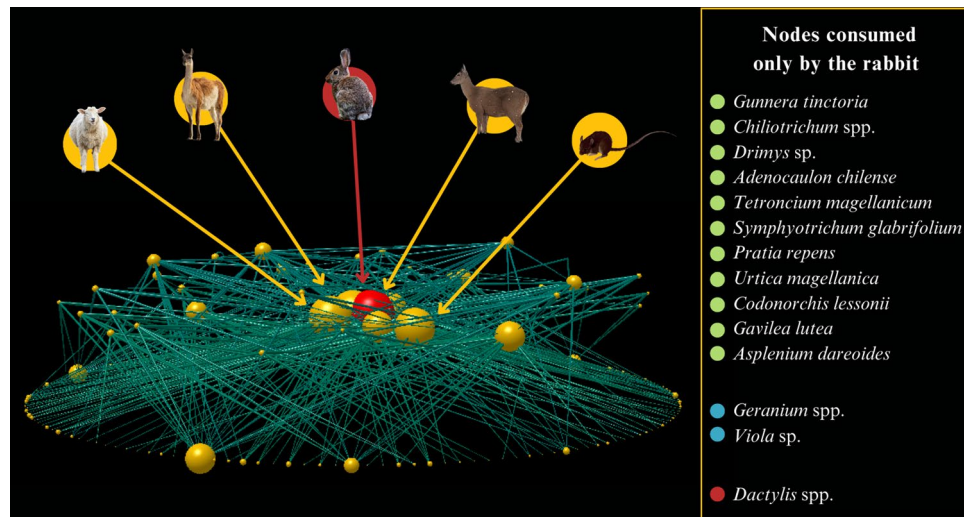 Nodes consumed
only by the rabbit
Gunnera tinctoria
Chiliotrichum spp.
Drimys sp.
Adenocaulon chilense
Tetroncium magellanicum
Symphyotrichum glabrifolium
Pratia repens
Urtica magellanica
Codonorchis lessonii
Gavilea lutea
Asplenium dareoides
Geranium spp.
Viola sp.
Dactylis spp.